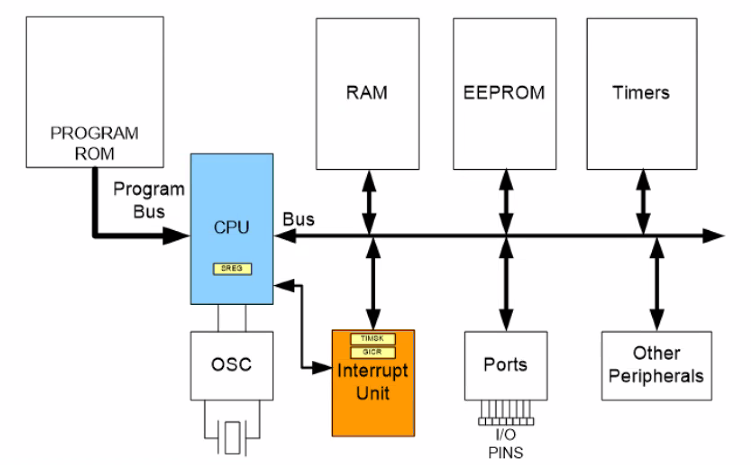 PROGRAM
ROM
RAM
EEPROM
Timers
Program
Bus
CPU
SREG
Bus
OSC
TIMSK
GICR
Interrupt
Unit
Ports
I/O
PINS
Other
Peripherals